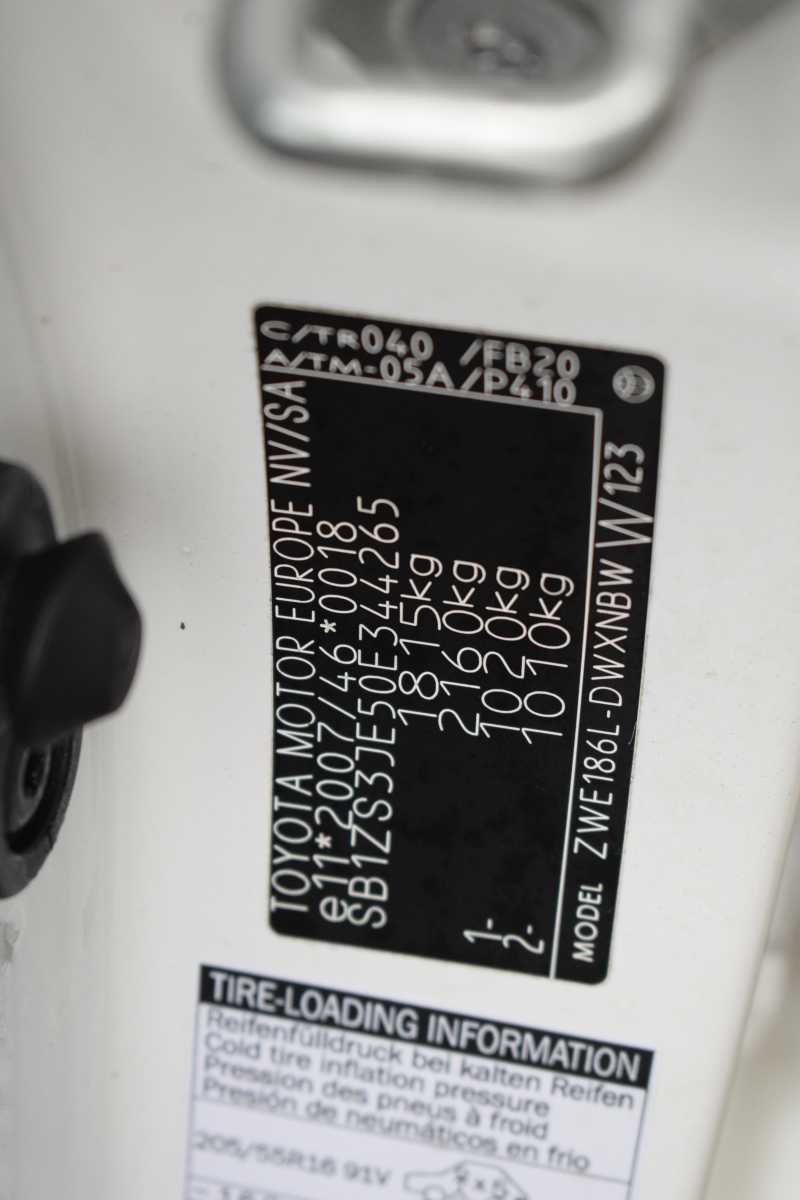 C/TR040 /FB20
A/TM-05A/P410
TOYOTA MOTOR EUROPE NV/SA
e11*2007/46*0018
SB1ZS3JE50E344265
1815kg
2160kg
1- 1020kg
2- 1010kg
MODEL ZWE186L-DWXNBW W123
TIRE-LOADING INFORMATION
Reifenfülldruck bei kalten Reifen
Cold tire inflation pressure
Pression des pneus à froid
Presión de neumáticos en frio
205/55R16 91V